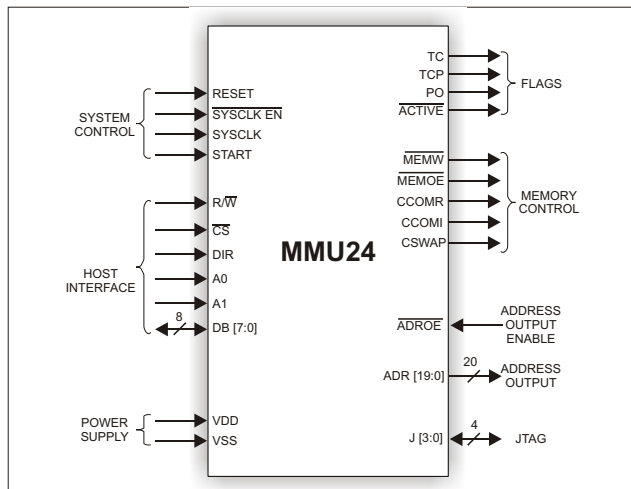 TC
TCP
PO
ACTIVE
FLAGS
RESET
SYSCLK EN
SYSCLK
START
SYSTEM
CONTROL
MEMW
MEMOE
CCOMR
CCOMI
CSWAP
MEMORY
CONTROL
R/W
CS
DIR
A0
A1
8
DB [7:0]
HOST
INTERFACE
MMU24
ADROE
ADDRESS
OUTPUT
ENABLE
ADR [19:0]
20
ADDRESS
OUTPUT
POWER
SUPPLY
VDD
VSS
J [3:0]
4
JTAG